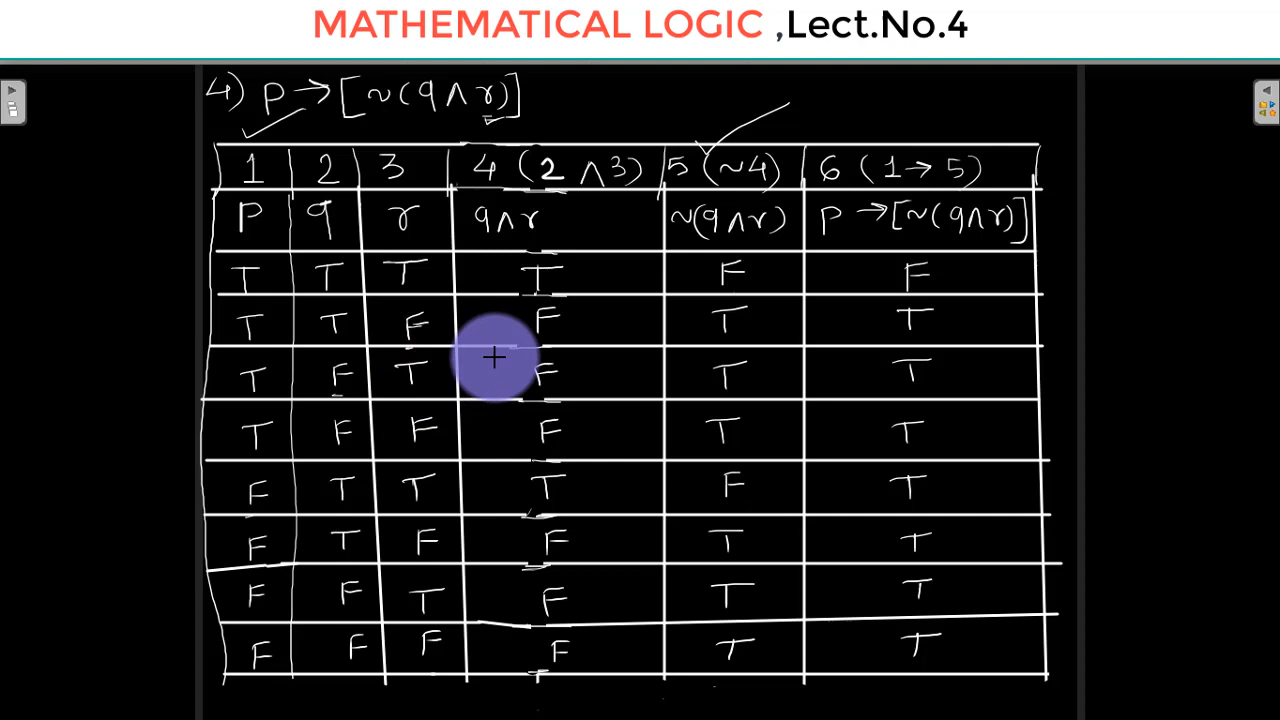 MATHEMATICAL LOGIC ,Lect.No.4
4) P → [~(q ∧ r)]
1 2 3 4 (2 ∧ 3) 5 (~4) 6 (1 → 5)
P q r q ∧ r ~(q ∧ r) P → [~(q ∧ r)]
T T T T F F
T T F F T T
T F T F T T
T F F F T T
F T T T F T
F T F F T T
F F T F T T
F F F F T T